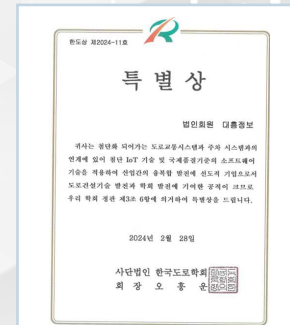 한도상 제2024-11호
특 별 상
법인회원 대흥정보
귀사는 첨단화 되어가는 도로교통시스템과 주차 시스템과의
연계에 있어 첨단 IoT 기술 및 국제품경기준의 소프트웨어
기술을 적용하여 산업간의 융복합 발전에 선도적 기업으로서
도로건설기술 발전과 학회 발전에 기여한 공적이 크므로
우리 학회 정관 제3조 6항에 의거하여 특별상을 드립니다.
2024년 2월 28일
사단법인 한국도로학회
회 장 오 흥 운